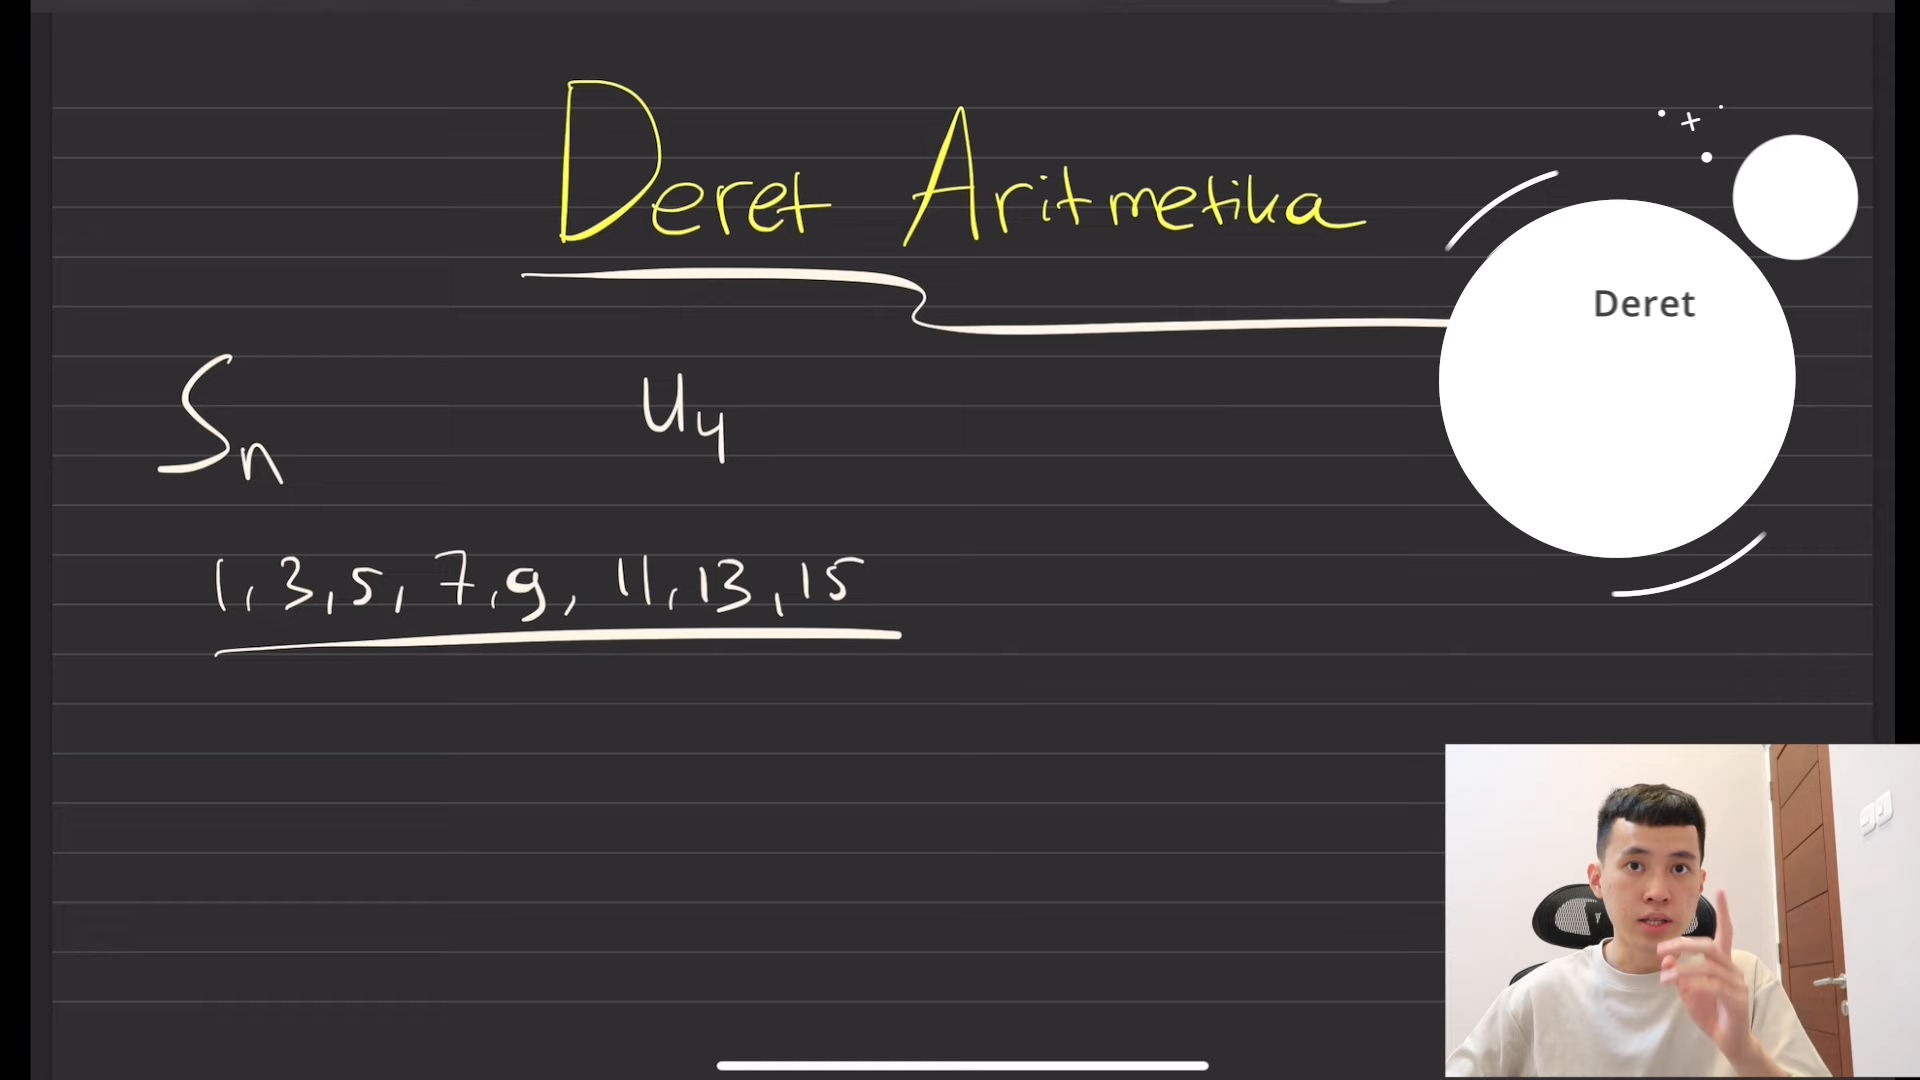 Deret Aritmetika
Deret
Sn U4
1, 3, 5, 7, 9, 11, 13, 15